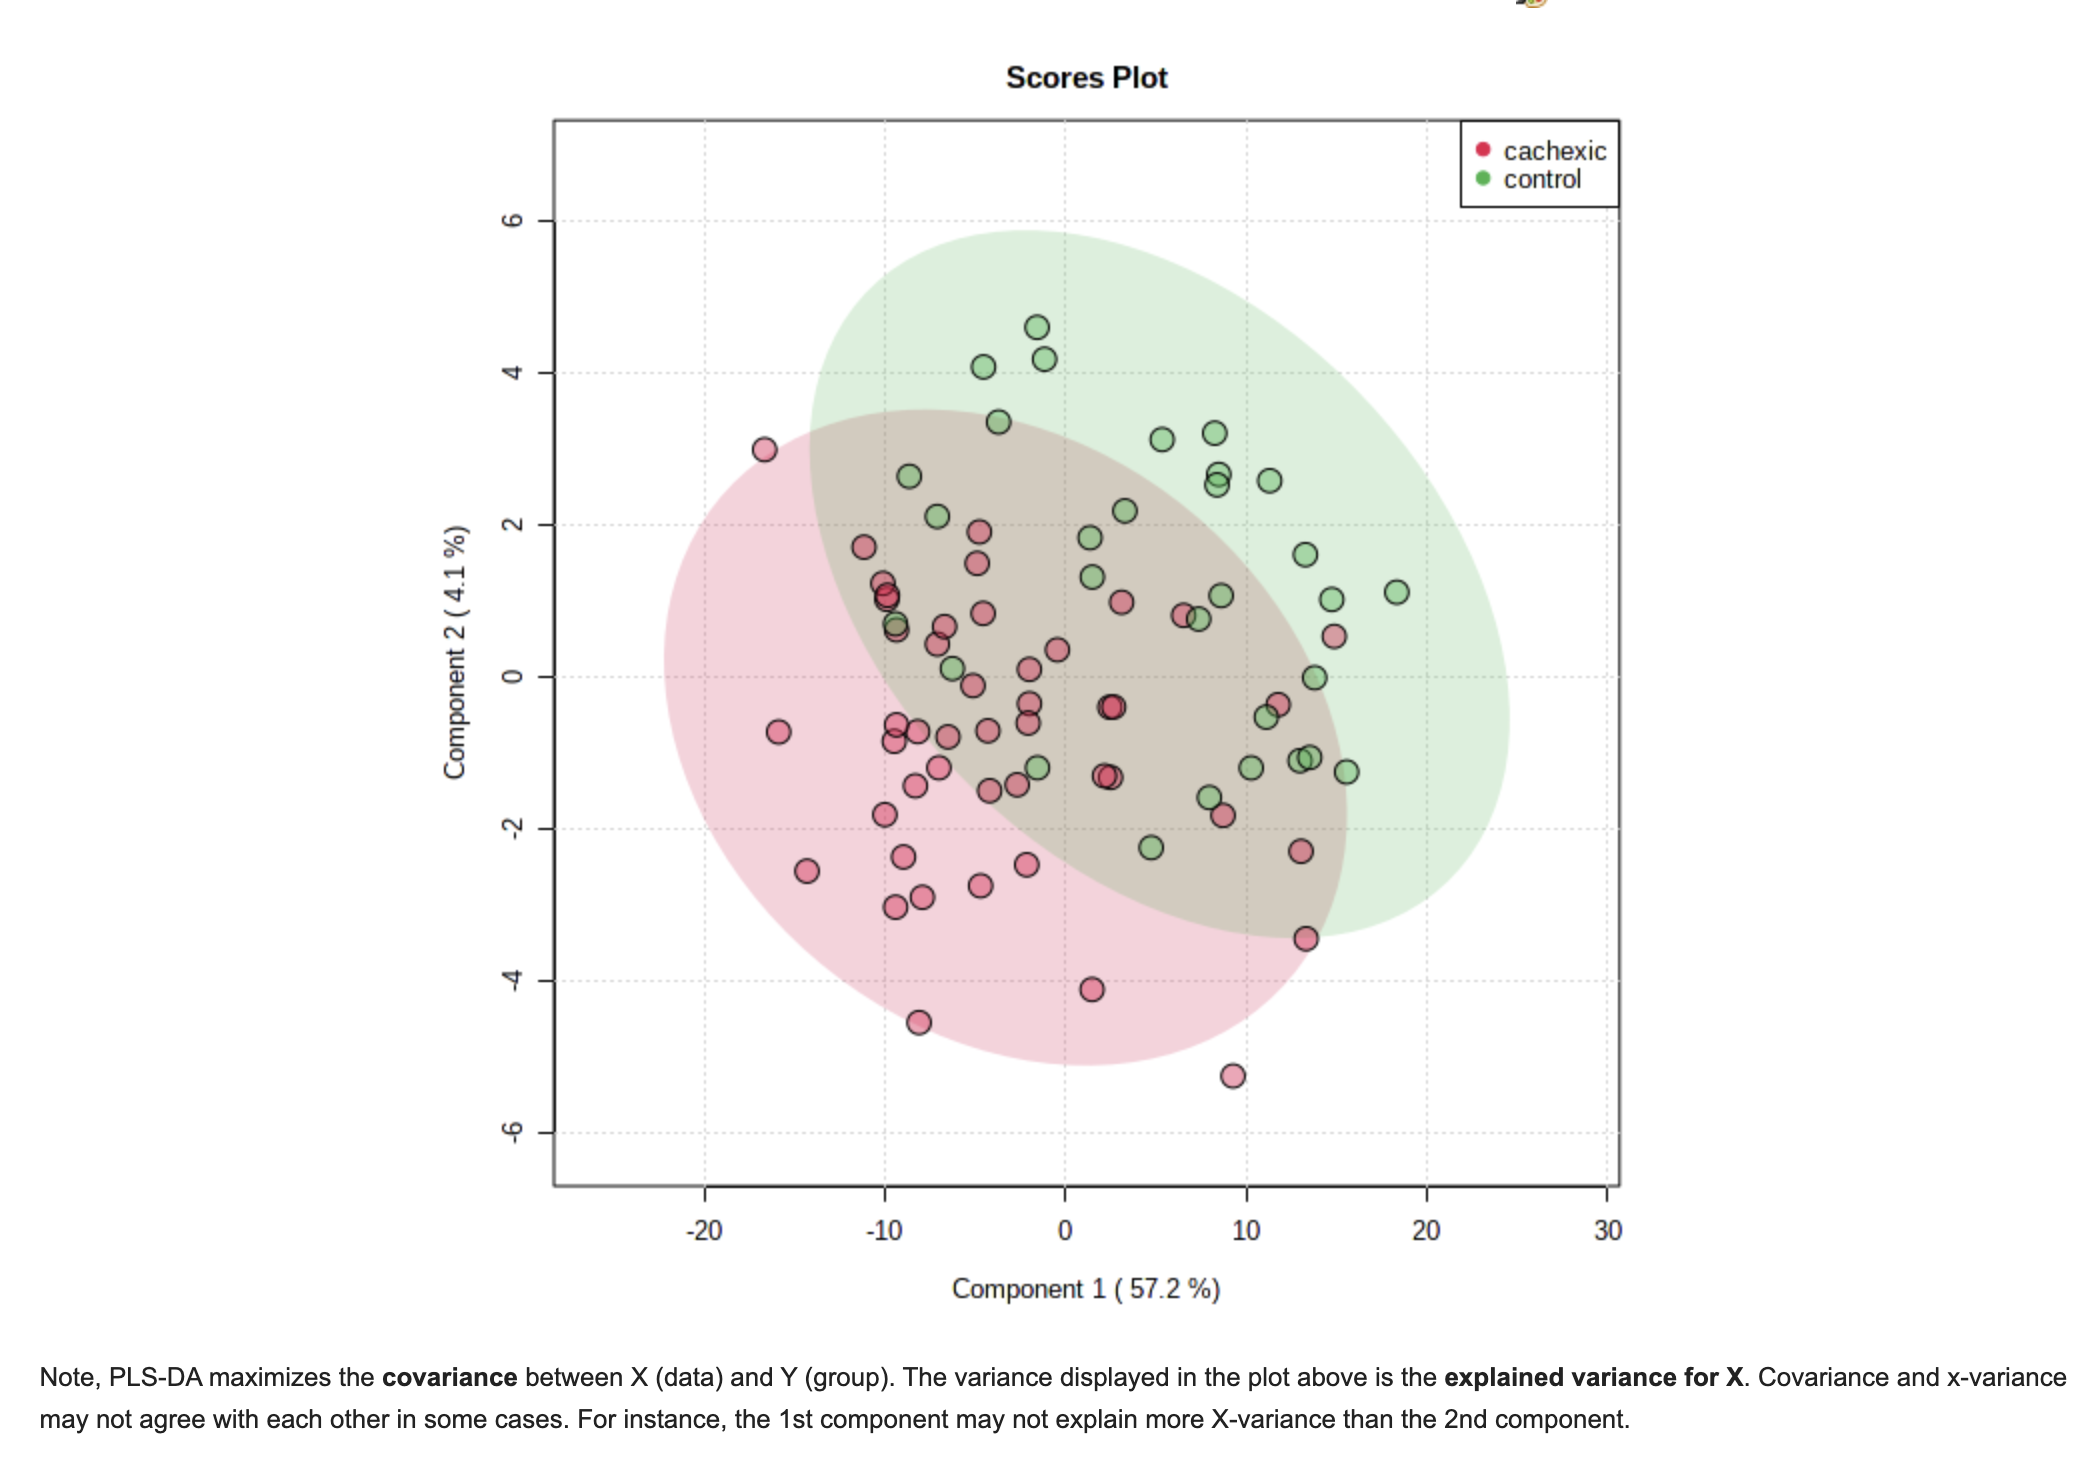 Scores Plot
cachexic
control
6
4
2
0
-2
-4
-6
Component 2 ( 4.1 %)
-20 -10 0 10 20 30
Component 1 ( 57.2 %)
Note, PLS-DA maximizes the covariance between X (data) and Y (group). The variance displayed in the plot above is the explained variance for X. Covariance and x-variance
may not agree with each other in some cases. For instance, the 1st component may not explain more X-variance than the 2nd component.